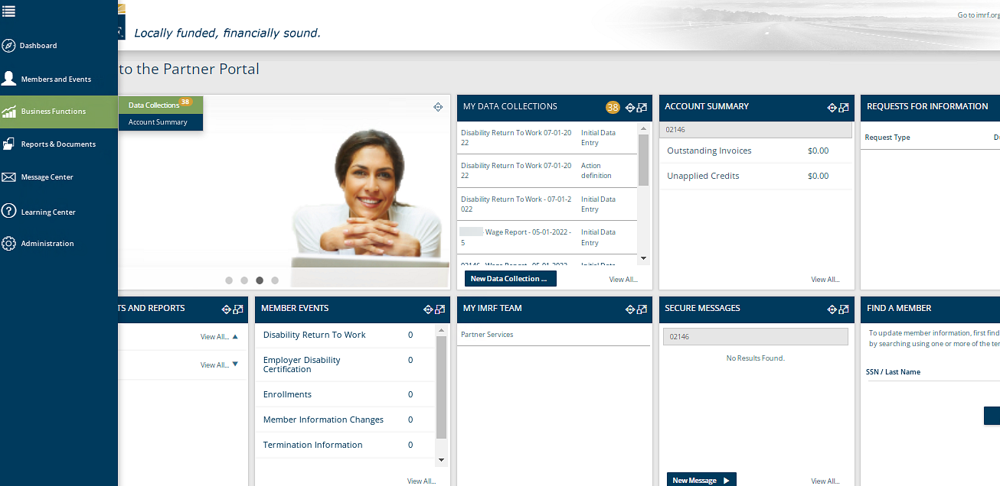 Go to imrf.org
Locally funded, financially sound.
to the Partner Portal
Dashboard
Members and Events
Business Functions
Reports & Documents
Message Center
Learning Center
Administration
Data Collections 38
Account Summary
MY DATA COLLECTIONS 38
Disability Return To Work 07-01-20 Initial Data
22 Entry
Disability Return To Work 07-01-20 Action
22 definition
Disability Return To Work - 07-01-2 Initial Data
022 Entry
Wage Report - 05-01-2022 - Initial Data
5 Entry
02146 - Wage Report - 05-01-2022 Initial Data
New Data Collection ... View All...
ACCOUNT SUMMARY
02146
Outstanding Invoices $0.00
Unapplied Credits $0.00
View All...
REQUESTS FOR INFORMATION
Request Type
TS AND REPORTS
View All...
View All...
MEMBER EVENTS
Disability Return To Work 0
Employer Disability 0
Certification
Enrollments 0
Member Information Changes 0
Termination Information 0
View All...
MY IMRF TEAM
Partner Services
SECURE MESSAGES
02146
No Results Found.
New Message View All...
FIND A MEMBER
To update member information, first find
by searching using one or more of the
SSN / Last Name